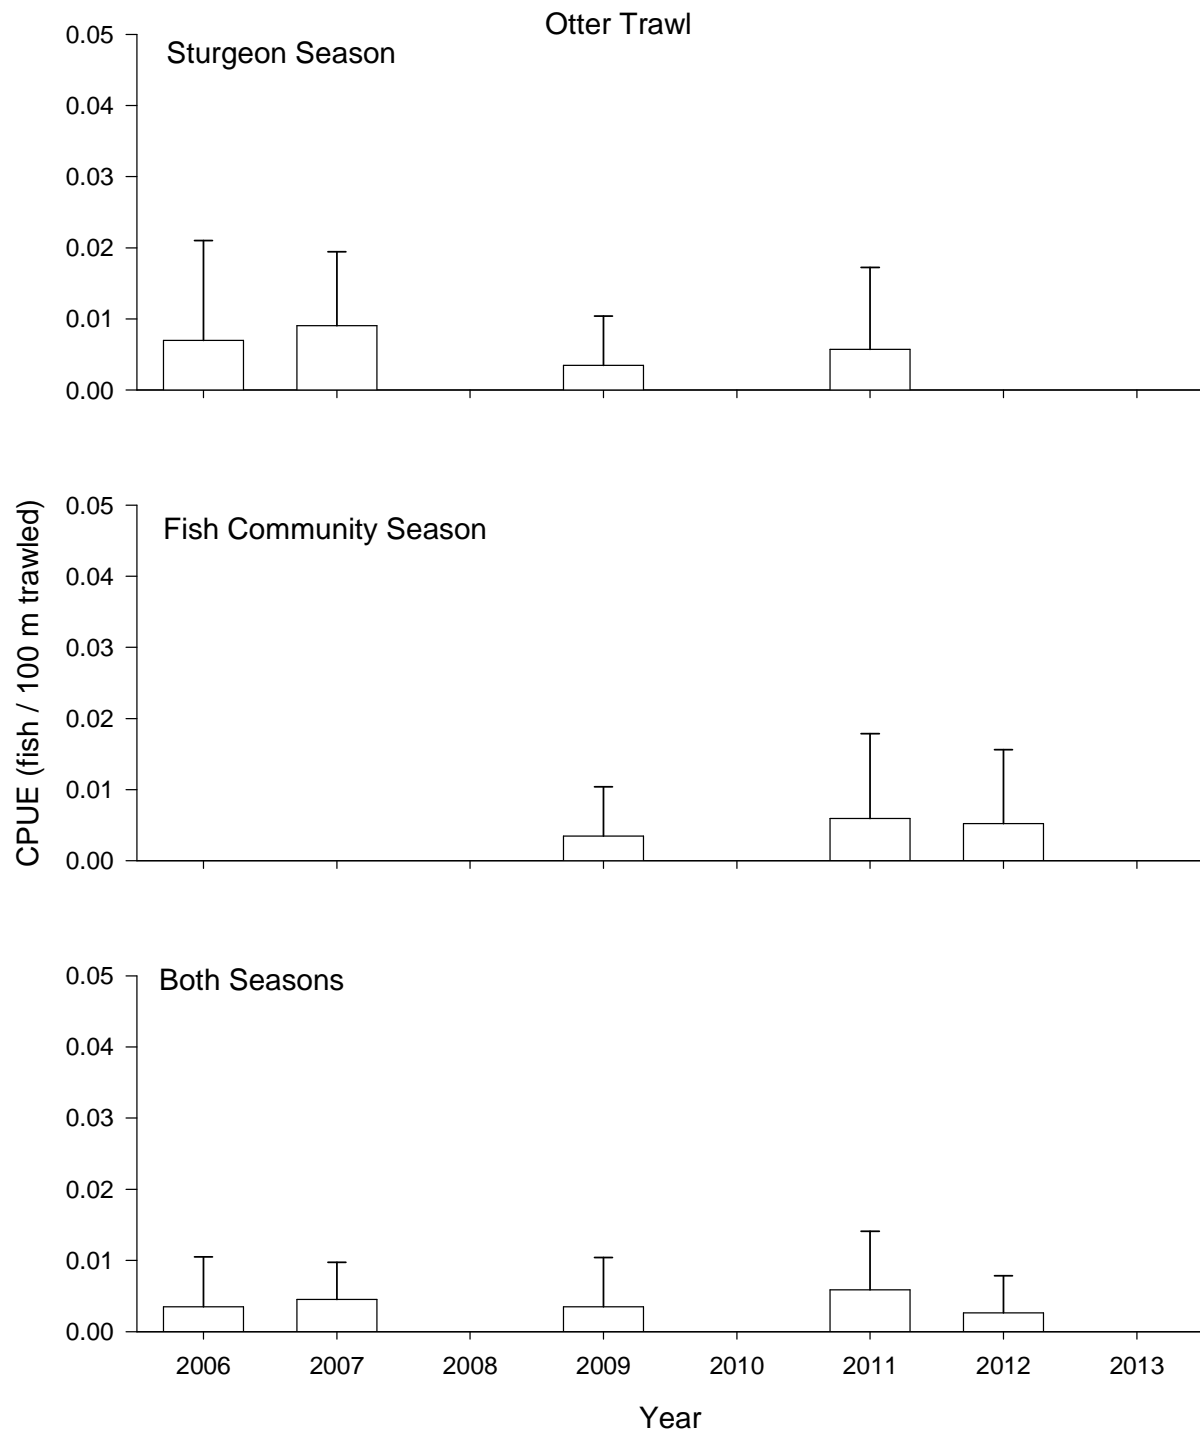 Otter Trawl
Sturgeon Season
0.05
0.04
0.03
0.02
0.01
0.00
CPUE (fish / 100 m trawled)
Fish Community Season
0.05
0.04
0.03
0.02
0.01
0.00
Both Seasons
0.05
0.04
0.03
0.02
0.01
0.00
2006 2007 2008 2009 2010 2011 2012 2013
Year